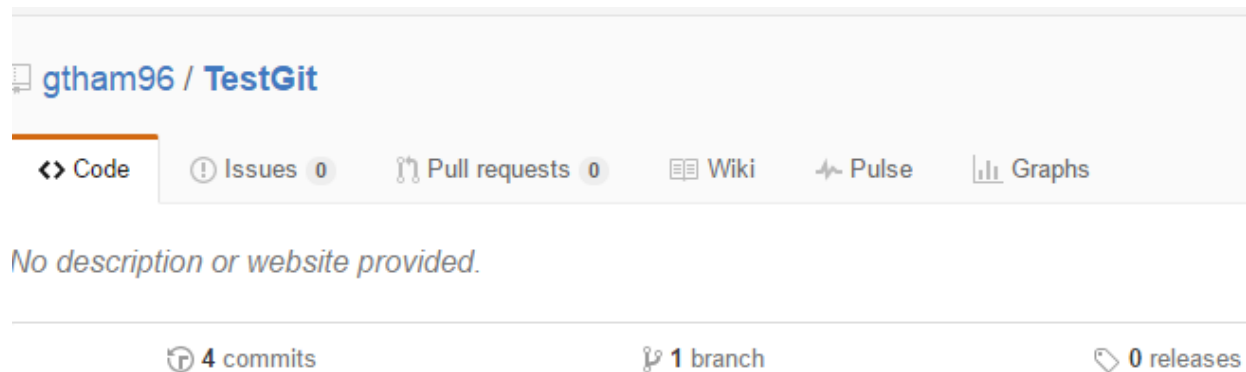 gtham96 / TestGit
<> Code Issues 0 Pull requests 0 Wiki Pulse Graphs
No description or website provided.
4 commits 1 branch 0 releases